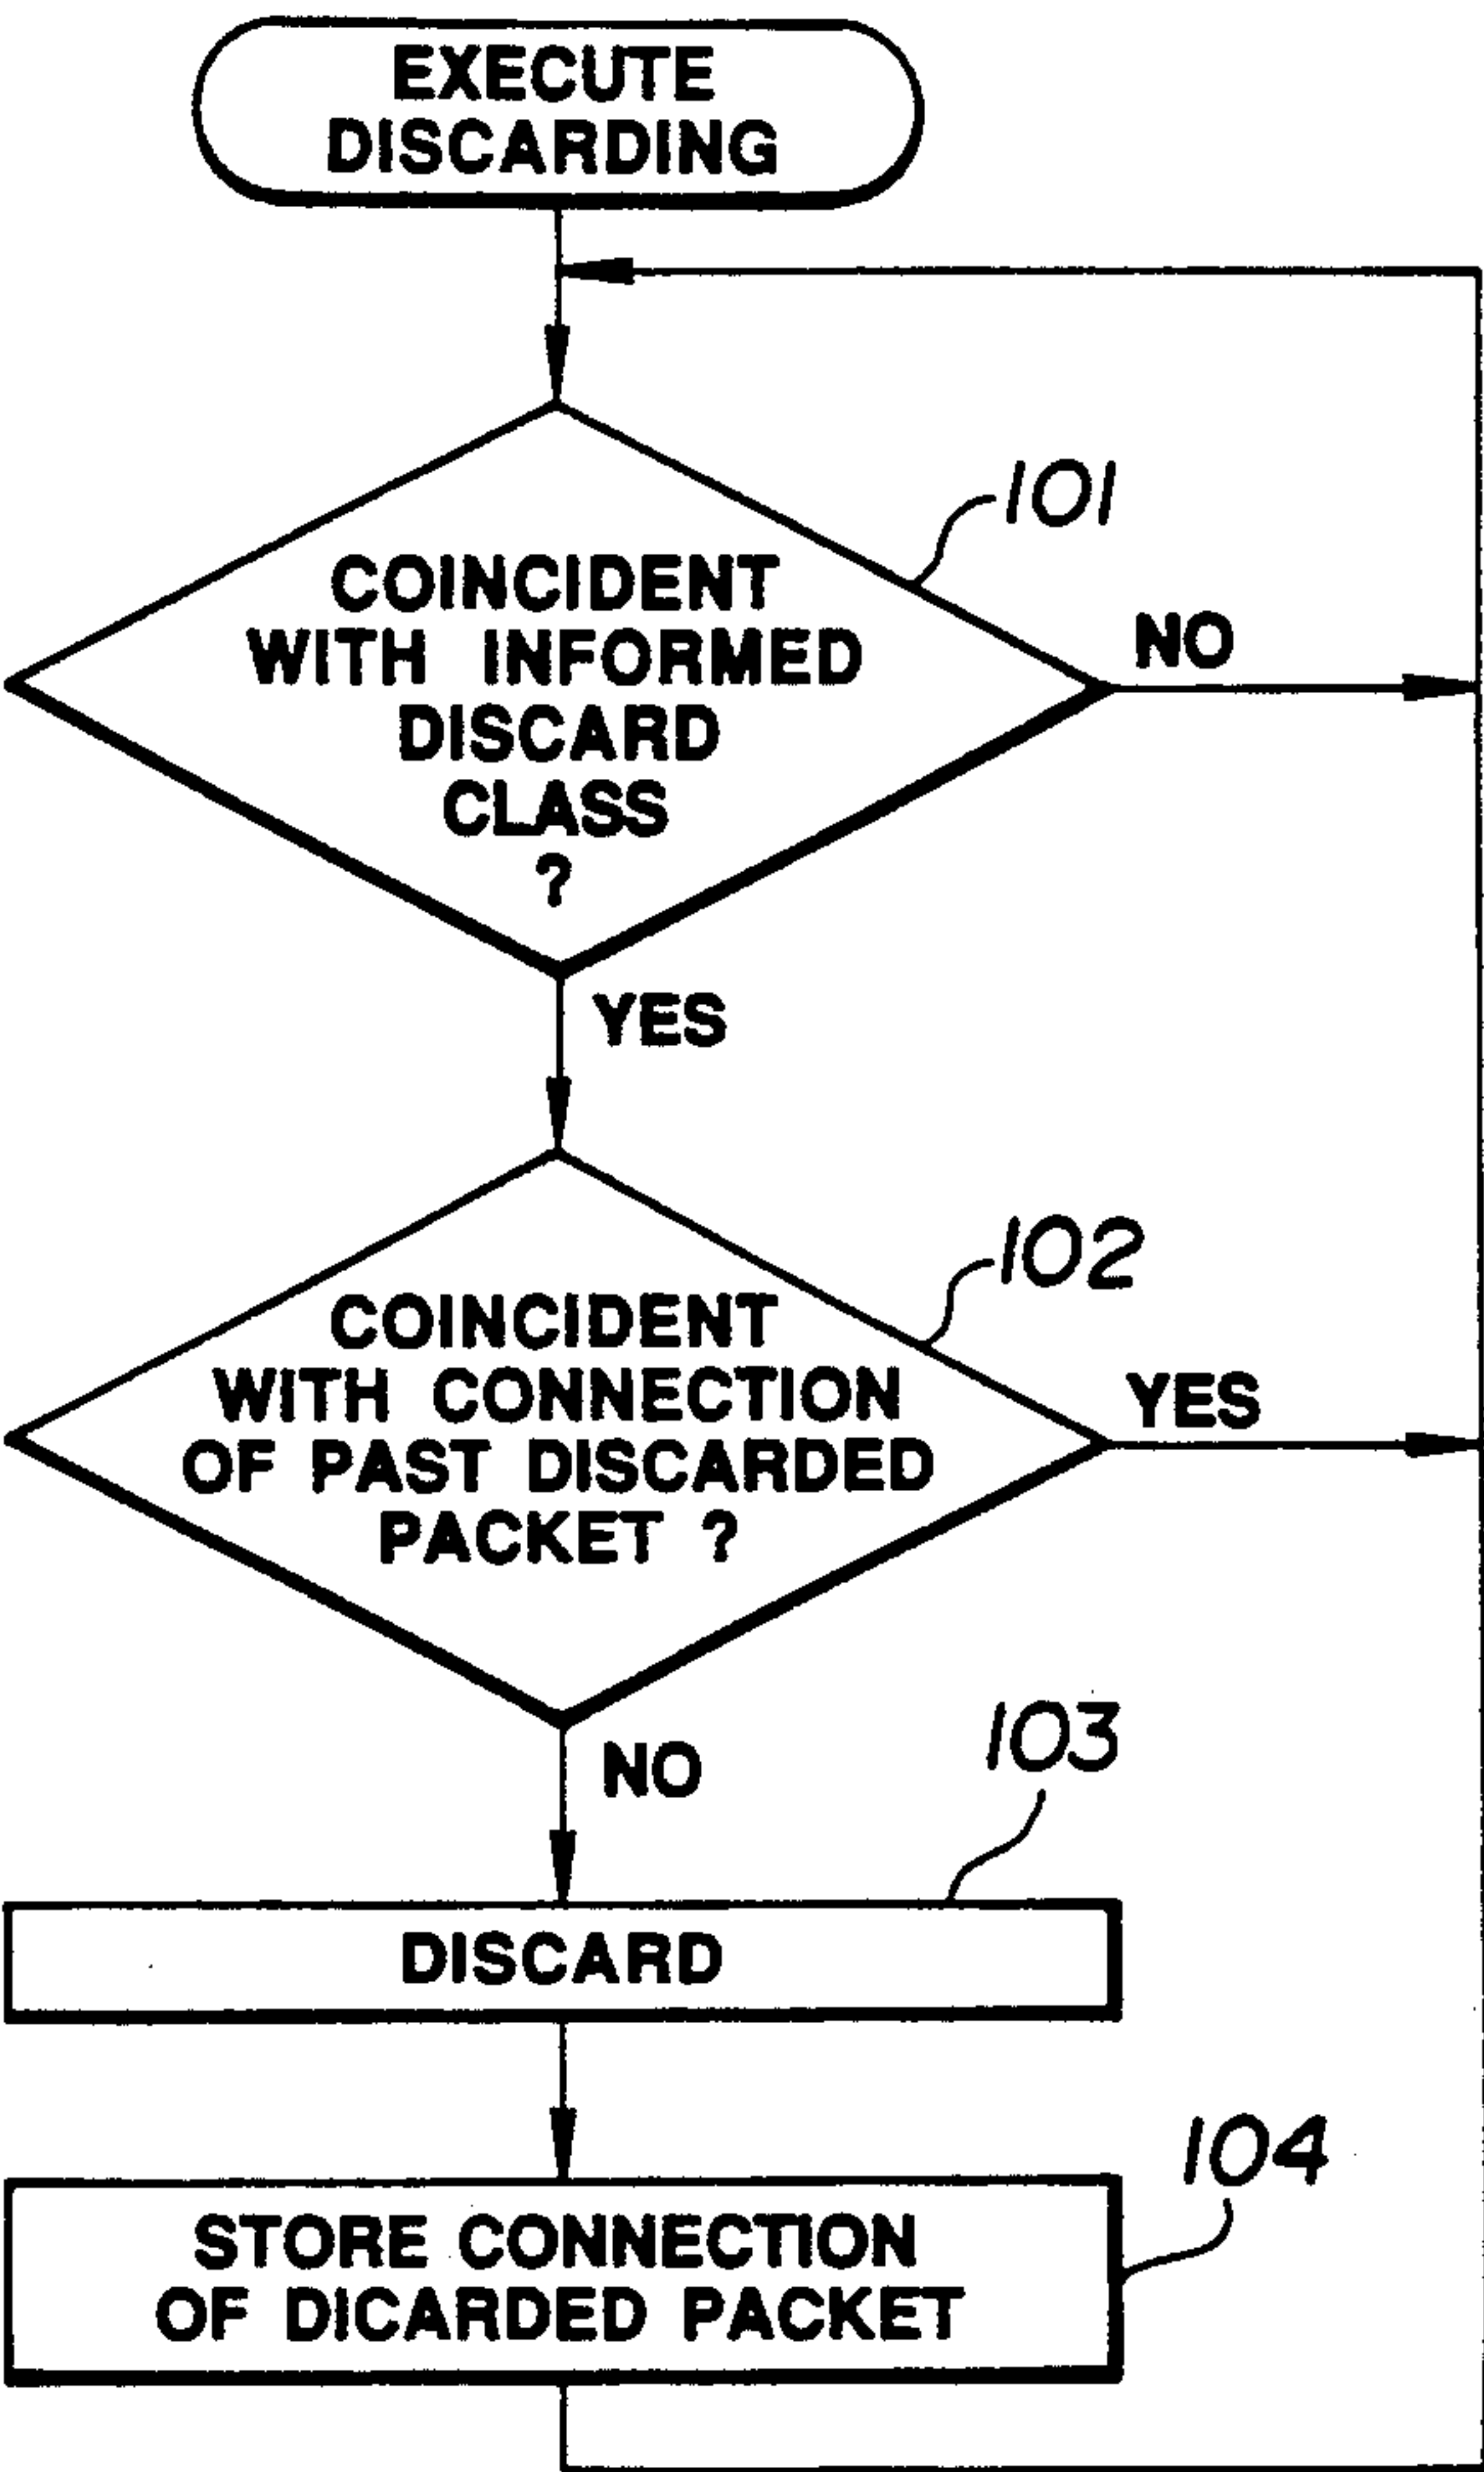 EXECUTE
DISCARDING
101
COINCIDENT
WITH INFORMED
DISCARD
CLASS
?
NO
YES
102
COINCIDENT
WITH CONNECTION
OF PAST DISCARDED
PACKET ?
YES
NO
103
DISCARD
104
STORE CONNECTION
OF DICARDED PACKET